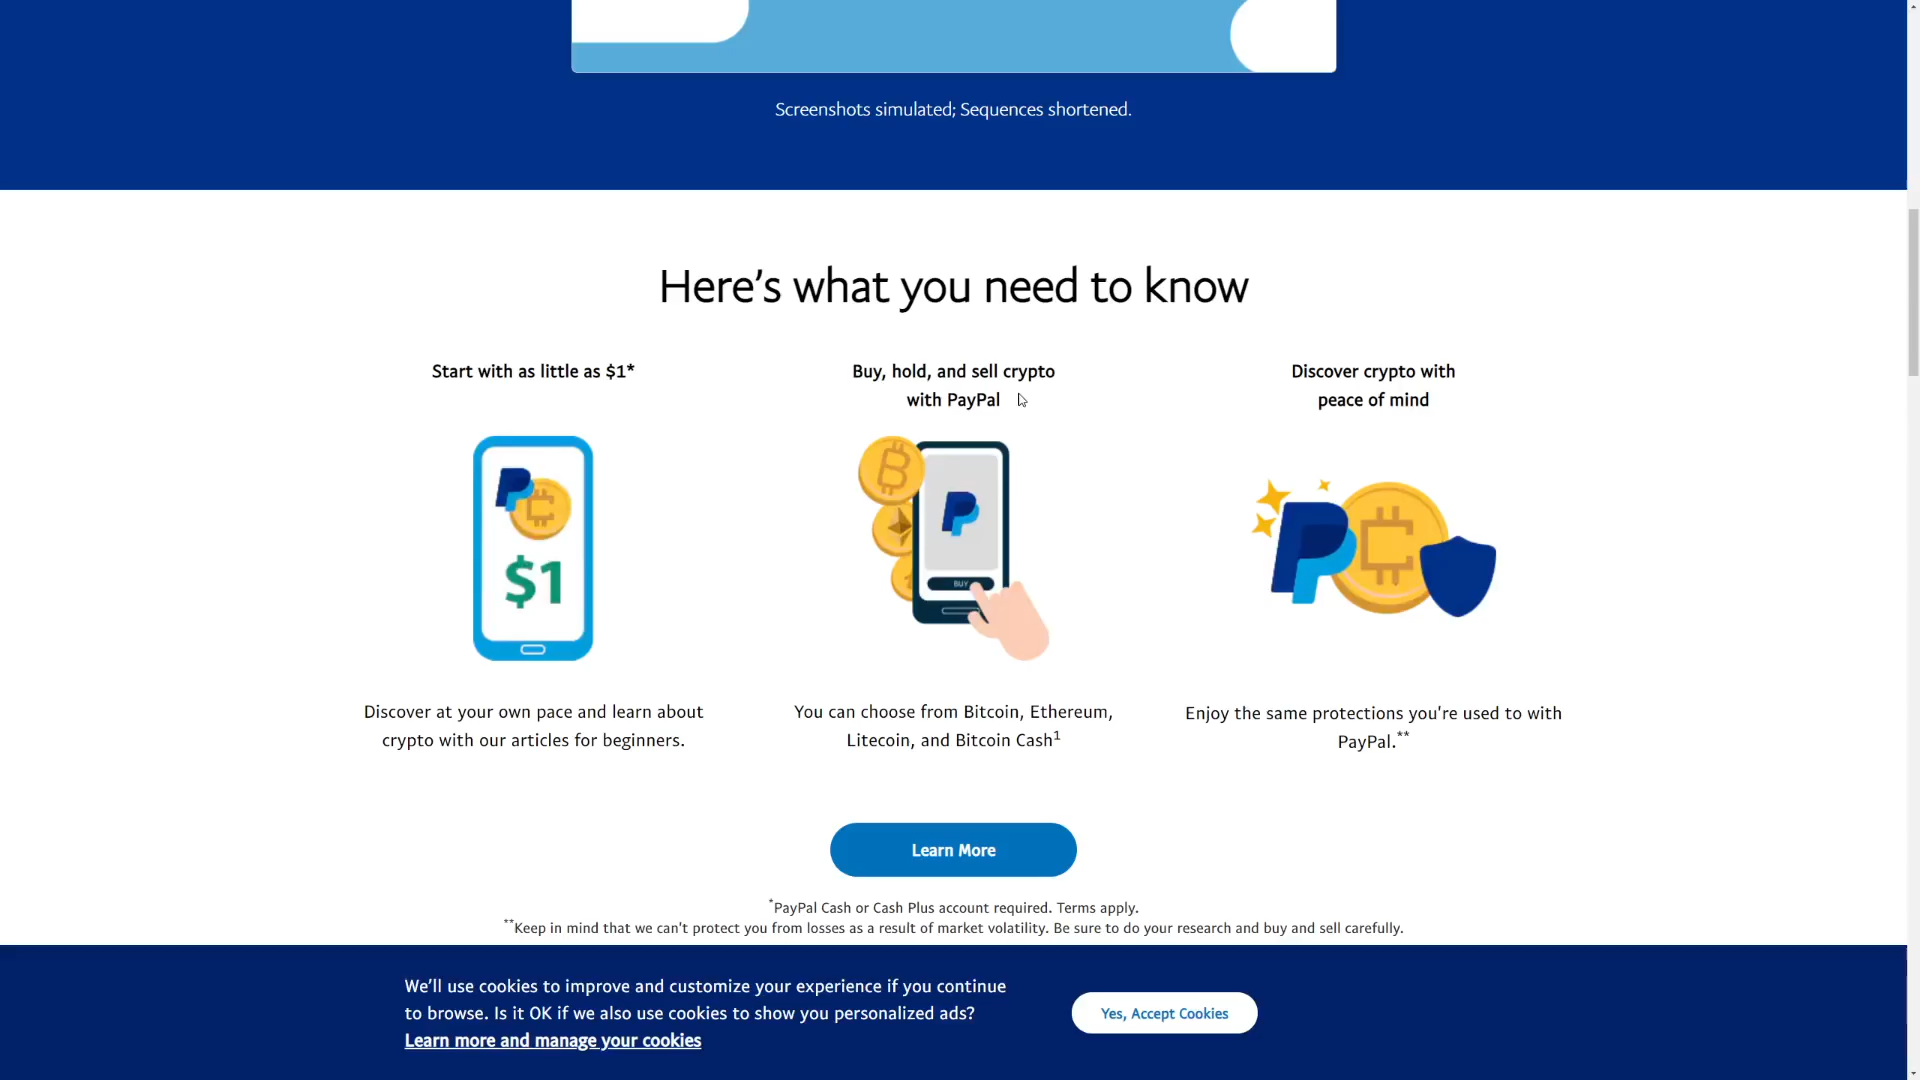 Screenshots simulated; Sequences shortened.
Here's what you need to know
Start with as little as $1*
$1
Discover at your own pace and learn about
crypto with our articles for beginners.
Buy, hold, and sell crypto
with PayPal
BUY
You can choose from Bitcoin, Ethereum,
Litecoin, and Bitcoin Cash1
Discover crypto with
peace of mind
Enjoy the same protections you're used to with
PayPal.**
Learn More
*PayPal Cash or Cash Plus account required. Terms apply.
**Keep in mind that we can't protect you from losses as a result of market volatility. Be sure to do your research and buy and sell carefully.
We'll use cookies to improve and customize your experience if you continue
to browse. Is it OK if we also use cookies to show you personalized ads?
Learn more and manage your cookies
Yes, Accept Cookies